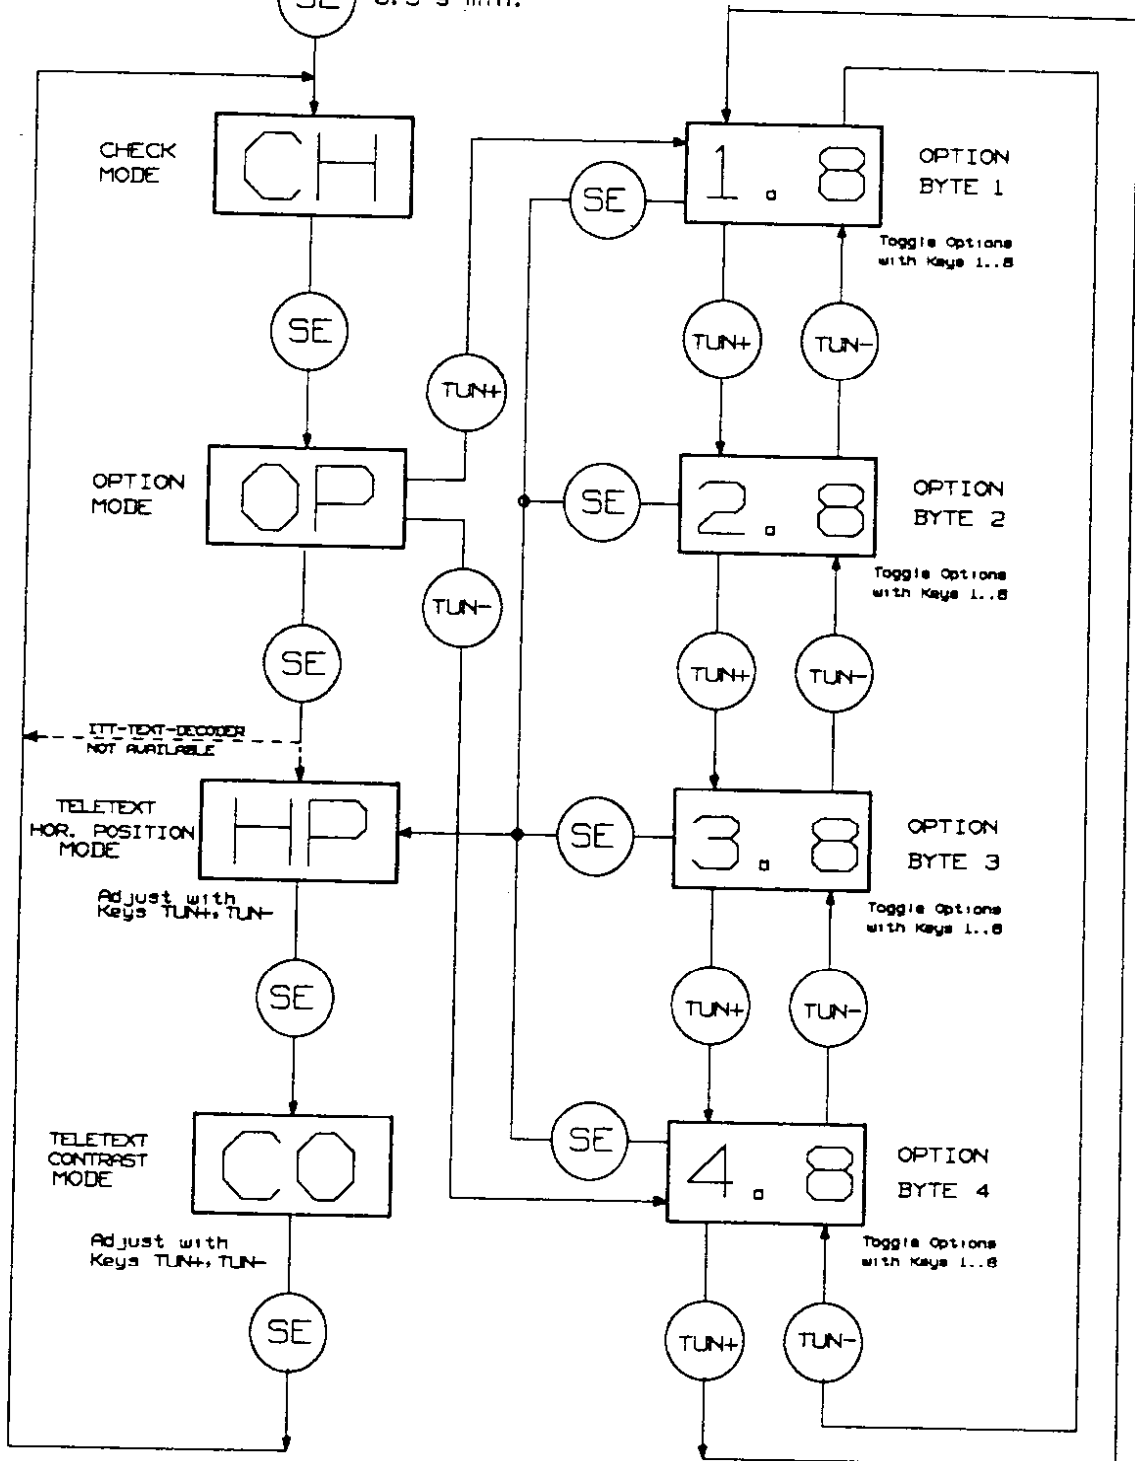 SE
CHECK
MODE
CH
SE
TUN+
OPTION
MODE
OP
TUN-
SE
ITT-TEXT-DECODER
NOT AVAILABLE
TELETEXT
HOR. POSITION
MODE
HP
Adjust with
Keys TUN+, TUN-
SE
TELETEXT
CONTRAST
MODE
CO
Adjust with
Keys TUN+, TUN-
SE
1. 8
SE
OPTION
BYTE 1
Toggle Options
with Keys 1..8
TUN+ TUN-
2. 8
SE
OPTION
BYTE 2
Toggle Options
with Keys 1..8
TUN+ TUN-
3. 8
SE
OPTION
BYTE 3
Toggle Options
with Keys 1..8
TUN+ TUN-
4. 8
SE
OPTION
BYTE 4
Toggle Options
with Keys 1..8
TUN+ TUN-